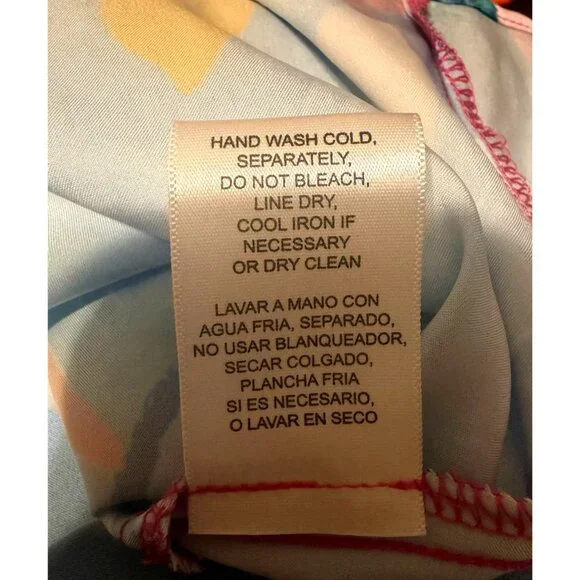 HAND WASH COLD,
SEPARATELY,
DO NOT BLEACH,
LINE DRY,
COOL IRON IF
NECESSARY
OR DRY CLEAN
LAVAR A MANO CON
AGUA FRIA, SEPARADO,
NO USAR BLANQUEADOR,
SECAR COLGADO,
PLANCHA FRIA
SI ES NECESARIO,
O LAVAR EN SECO